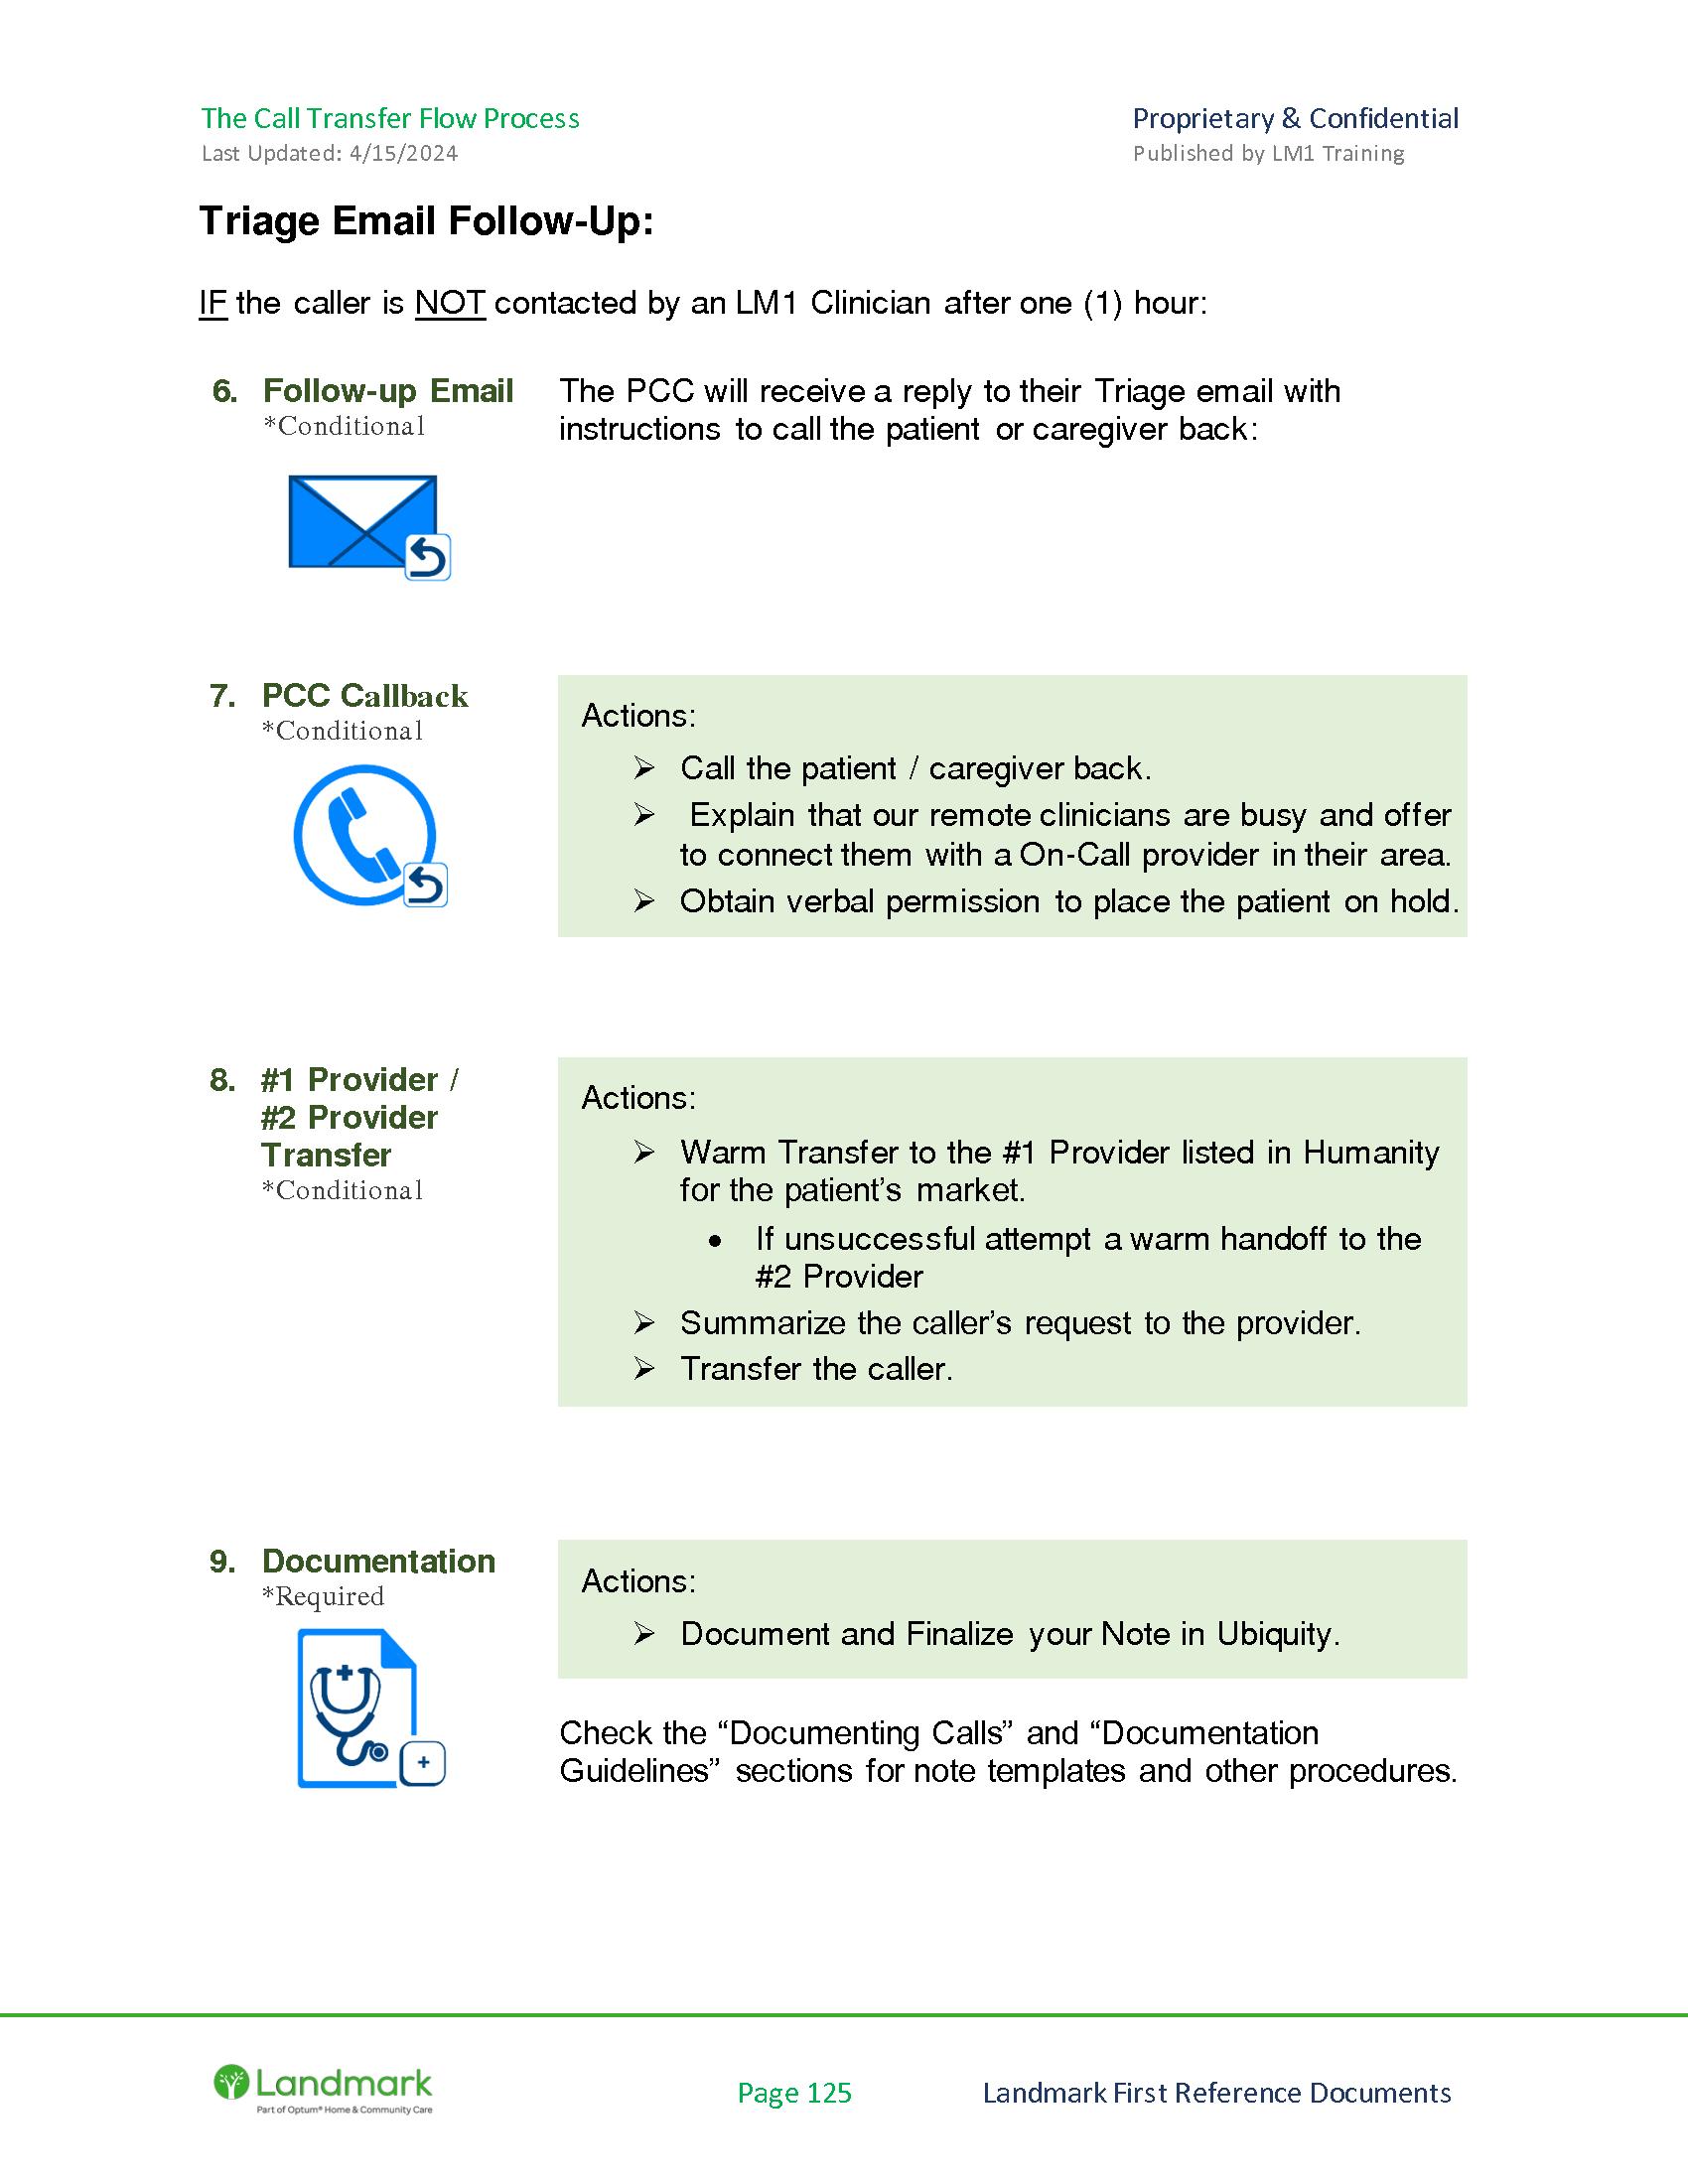 The Call Transfer Flow Process
Proprietary & Confidential
Last Updated: 4/15/2024
Published by LM1 Training
Triage Email Follow-Up:
IF the caller is NOT contacted by an LM1 Clinician after one (1) hour:
6. Follow-up Email
*Conditional
The PCC will receive a reply to their Triage email with
instructions to call the patient or caregiver back:
7. PCC Callback
*Conditional
Actions:
➢ Call the patient / caregiver back.
➢ Explain that our remote clinicians are busy and offer
to connect them with a On-Call provider in their area.
➢ Obtain verbal permission to place the patient on hold.
8. #1 Provider /
#2 Provider
Transfer
*Conditional
Actions:
➢ Warm Transfer to the #1 Provider listed in Humanity
for the patient’s market.
• If unsuccessful attempt a warm handoff to the
#2 Provider
➢ Summarize the caller’s request to the provider.
➢ Transfer the caller.
9. Documentation
*Required
Actions:
➢ Document and Finalize your Note in Ubiquity.
Check the “Documenting Calls” and “Documentation
Guidelines” sections for note templates and other procedures.
Landmark
Part of Optum® Home & Community Care
Page 125
Landmark First Reference Documents